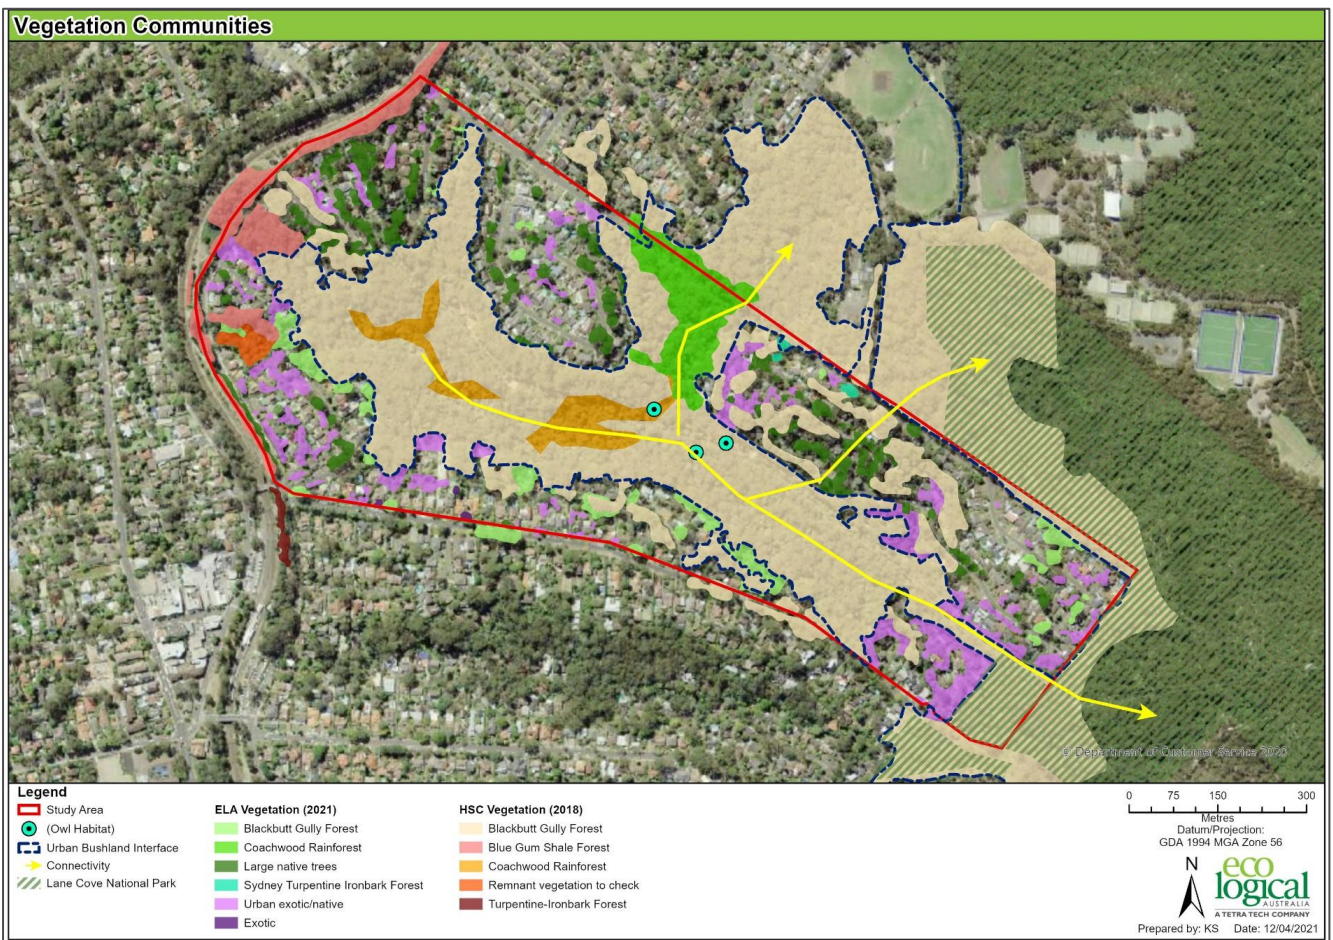 Vegetation Communities
© Department of Customer Service 2020
Legend
Study Area
(Owl Habitat)
Urban Bushland Interface
Connectivity
Lane Cove National Park
ELA Vegetation (2021)
Blackbutt Gully Forest
Coachwood Rainforest
Large native trees
Sydney Turpentine Ironbark Forest
Urban exotic/native
Exotic
HSC Vegetation (2018)
Blackbutt Gully Forest
Blue Gum Shale Forest
Coachwood Rainforest
Remnant vegetation to check
Turpentine-Ironbark Forest
0 75 150 300
Metres
Datum/Projection:
GDA 1994 MGA Zone 56
N
eco
logical
AUSTRALIA
A TETRA TECH COMPANY
Prepared by: KS Date: 12/04/2021